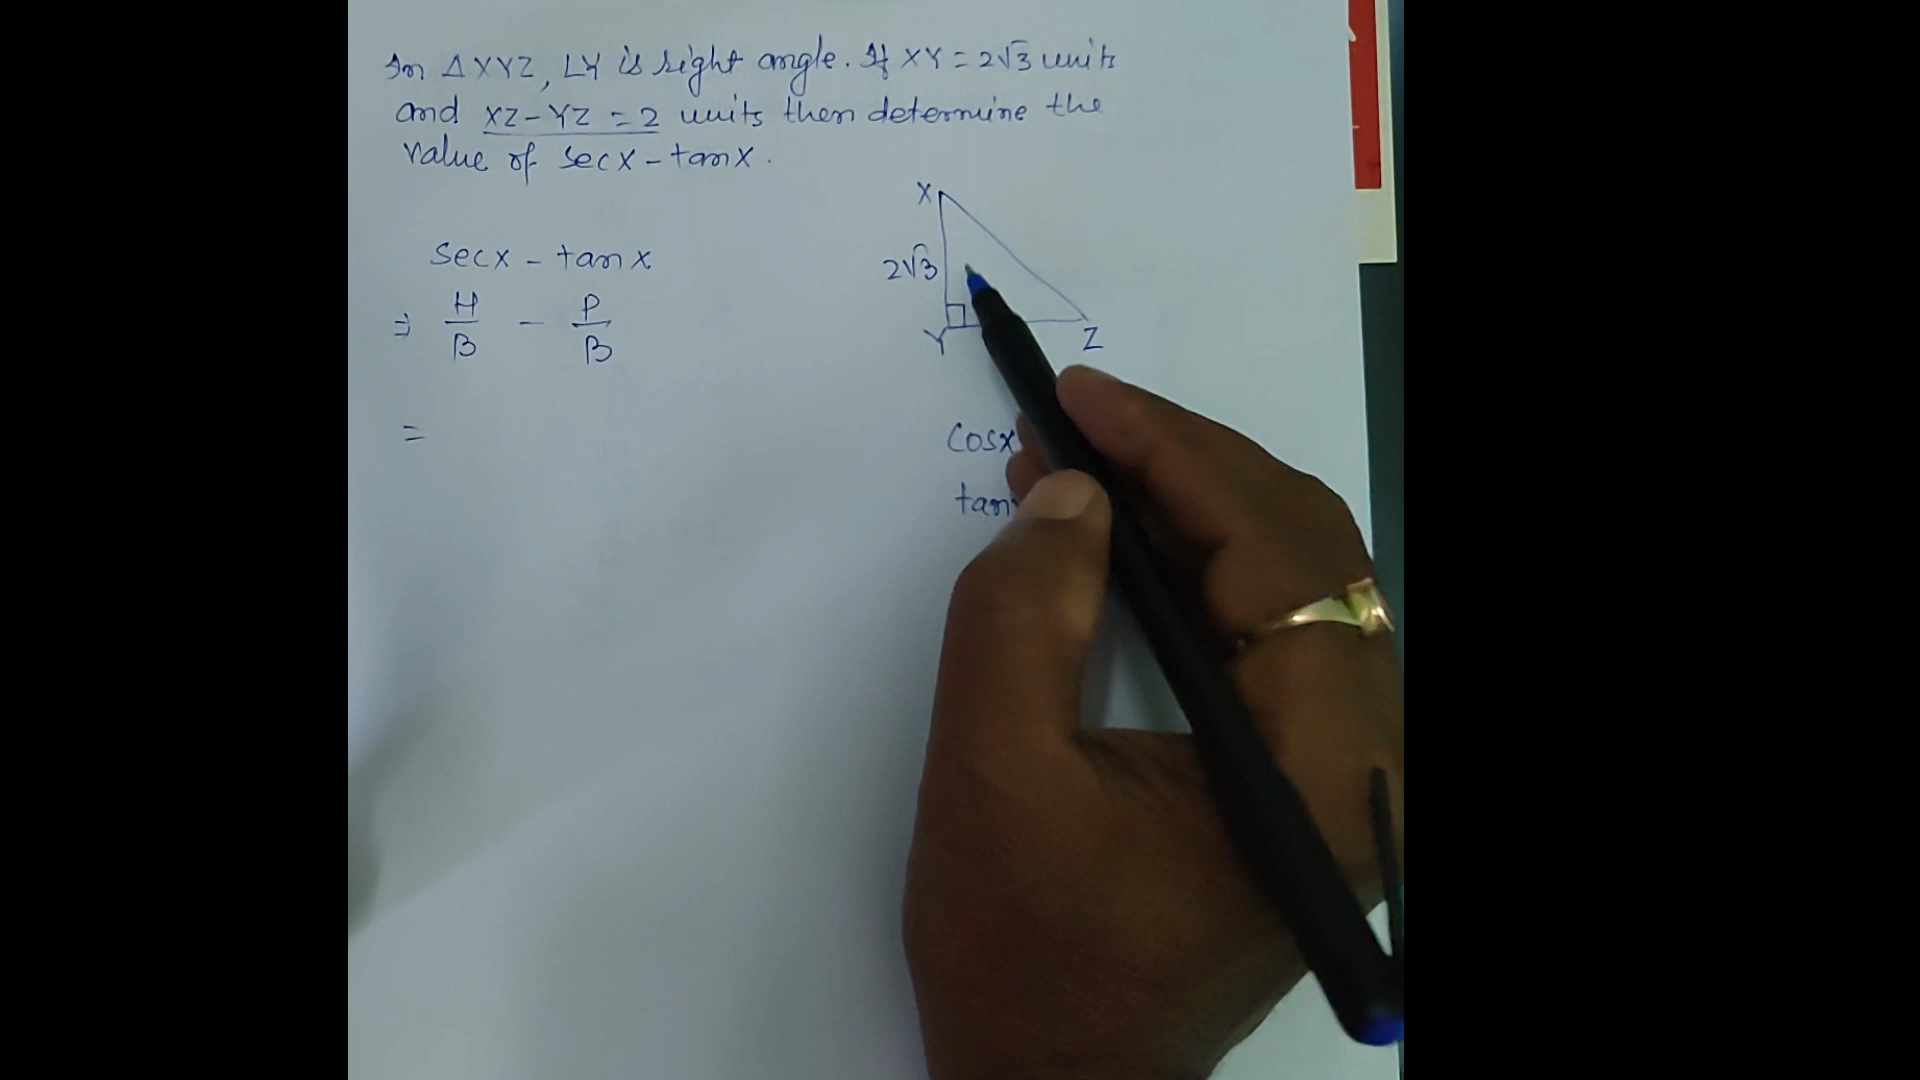 In ΔXYZ, ∠Y is right angle. If XY = 2√3 units
and XZ - YZ = 2 units then determine the
value of secX - tanX.
X
secx - tanx
2√3
⇒ H/B - P/B
Y Z
=
cosx
tan